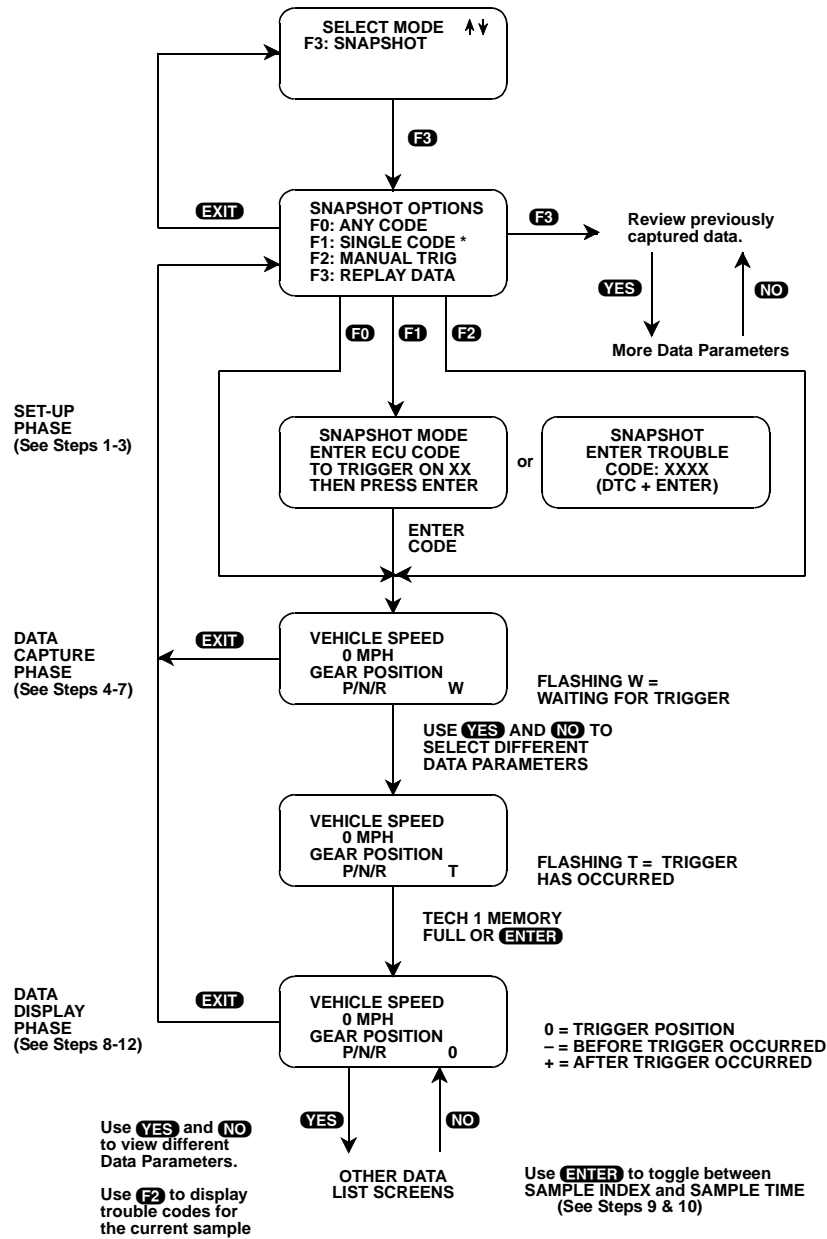 SELECT MODE
F3: SNAPSHOT
F3
EXIT
SNAPSHOT OPTIONS
F0: ANY CODE
F1: SINGLE CODE *
F2: MANUAL TRIG
F3: REPLAY DATA
F3
Review previously
captured data.
YES
NO
More Data Parameters
F0
F1
F2
SET-UP
PHASE
(See Steps 1-3)
SNAPSHOT MODE
ENTER ECU CODE
TO TRIGGER ON XX
THEN PRESS ENTER
or
SNAPSHOT
ENTER TROUBLE
CODE: XXXX
(DTC + ENTER)
ENTER
CODE
DATA
CAPTURE
PHASE
(See Steps 4-7)
EXIT
VEHICLE SPEED
0 MPH
GEAR POSITION
P/N/R W
FLASHING W =
WAITING FOR TRIGGER
USE YES AND NO TO
SELECT DIFFERENT
DATA PARAMETERS
VEHICLE SPEED
0 MPH
GEAR POSITION
P/N/R T
FLASHING T = TRIGGER
HAS OCCURRED
TECH 1 MEMORY
FULL OR ENTER
DATA
DISPLAY
PHASE
(See Steps 8-12)
EXIT
VEHICLE SPEED
0 MPH
GEAR POSITION
P/N/R 0
0 = TRIGGER POSITION
– = BEFORE TRIGGER OCCURRED
+ = AFTER TRIGGER OCCURRED
Use YES and NO
to view different
Data Parameters.
Use F2 to display
trouble codes for
the current sample
YES
NO
OTHER DATA
LIST SCREENS
Use ENTER to toggle between
SAMPLE INDEX and SAMPLE TIME
(See Steps 9 & 10)